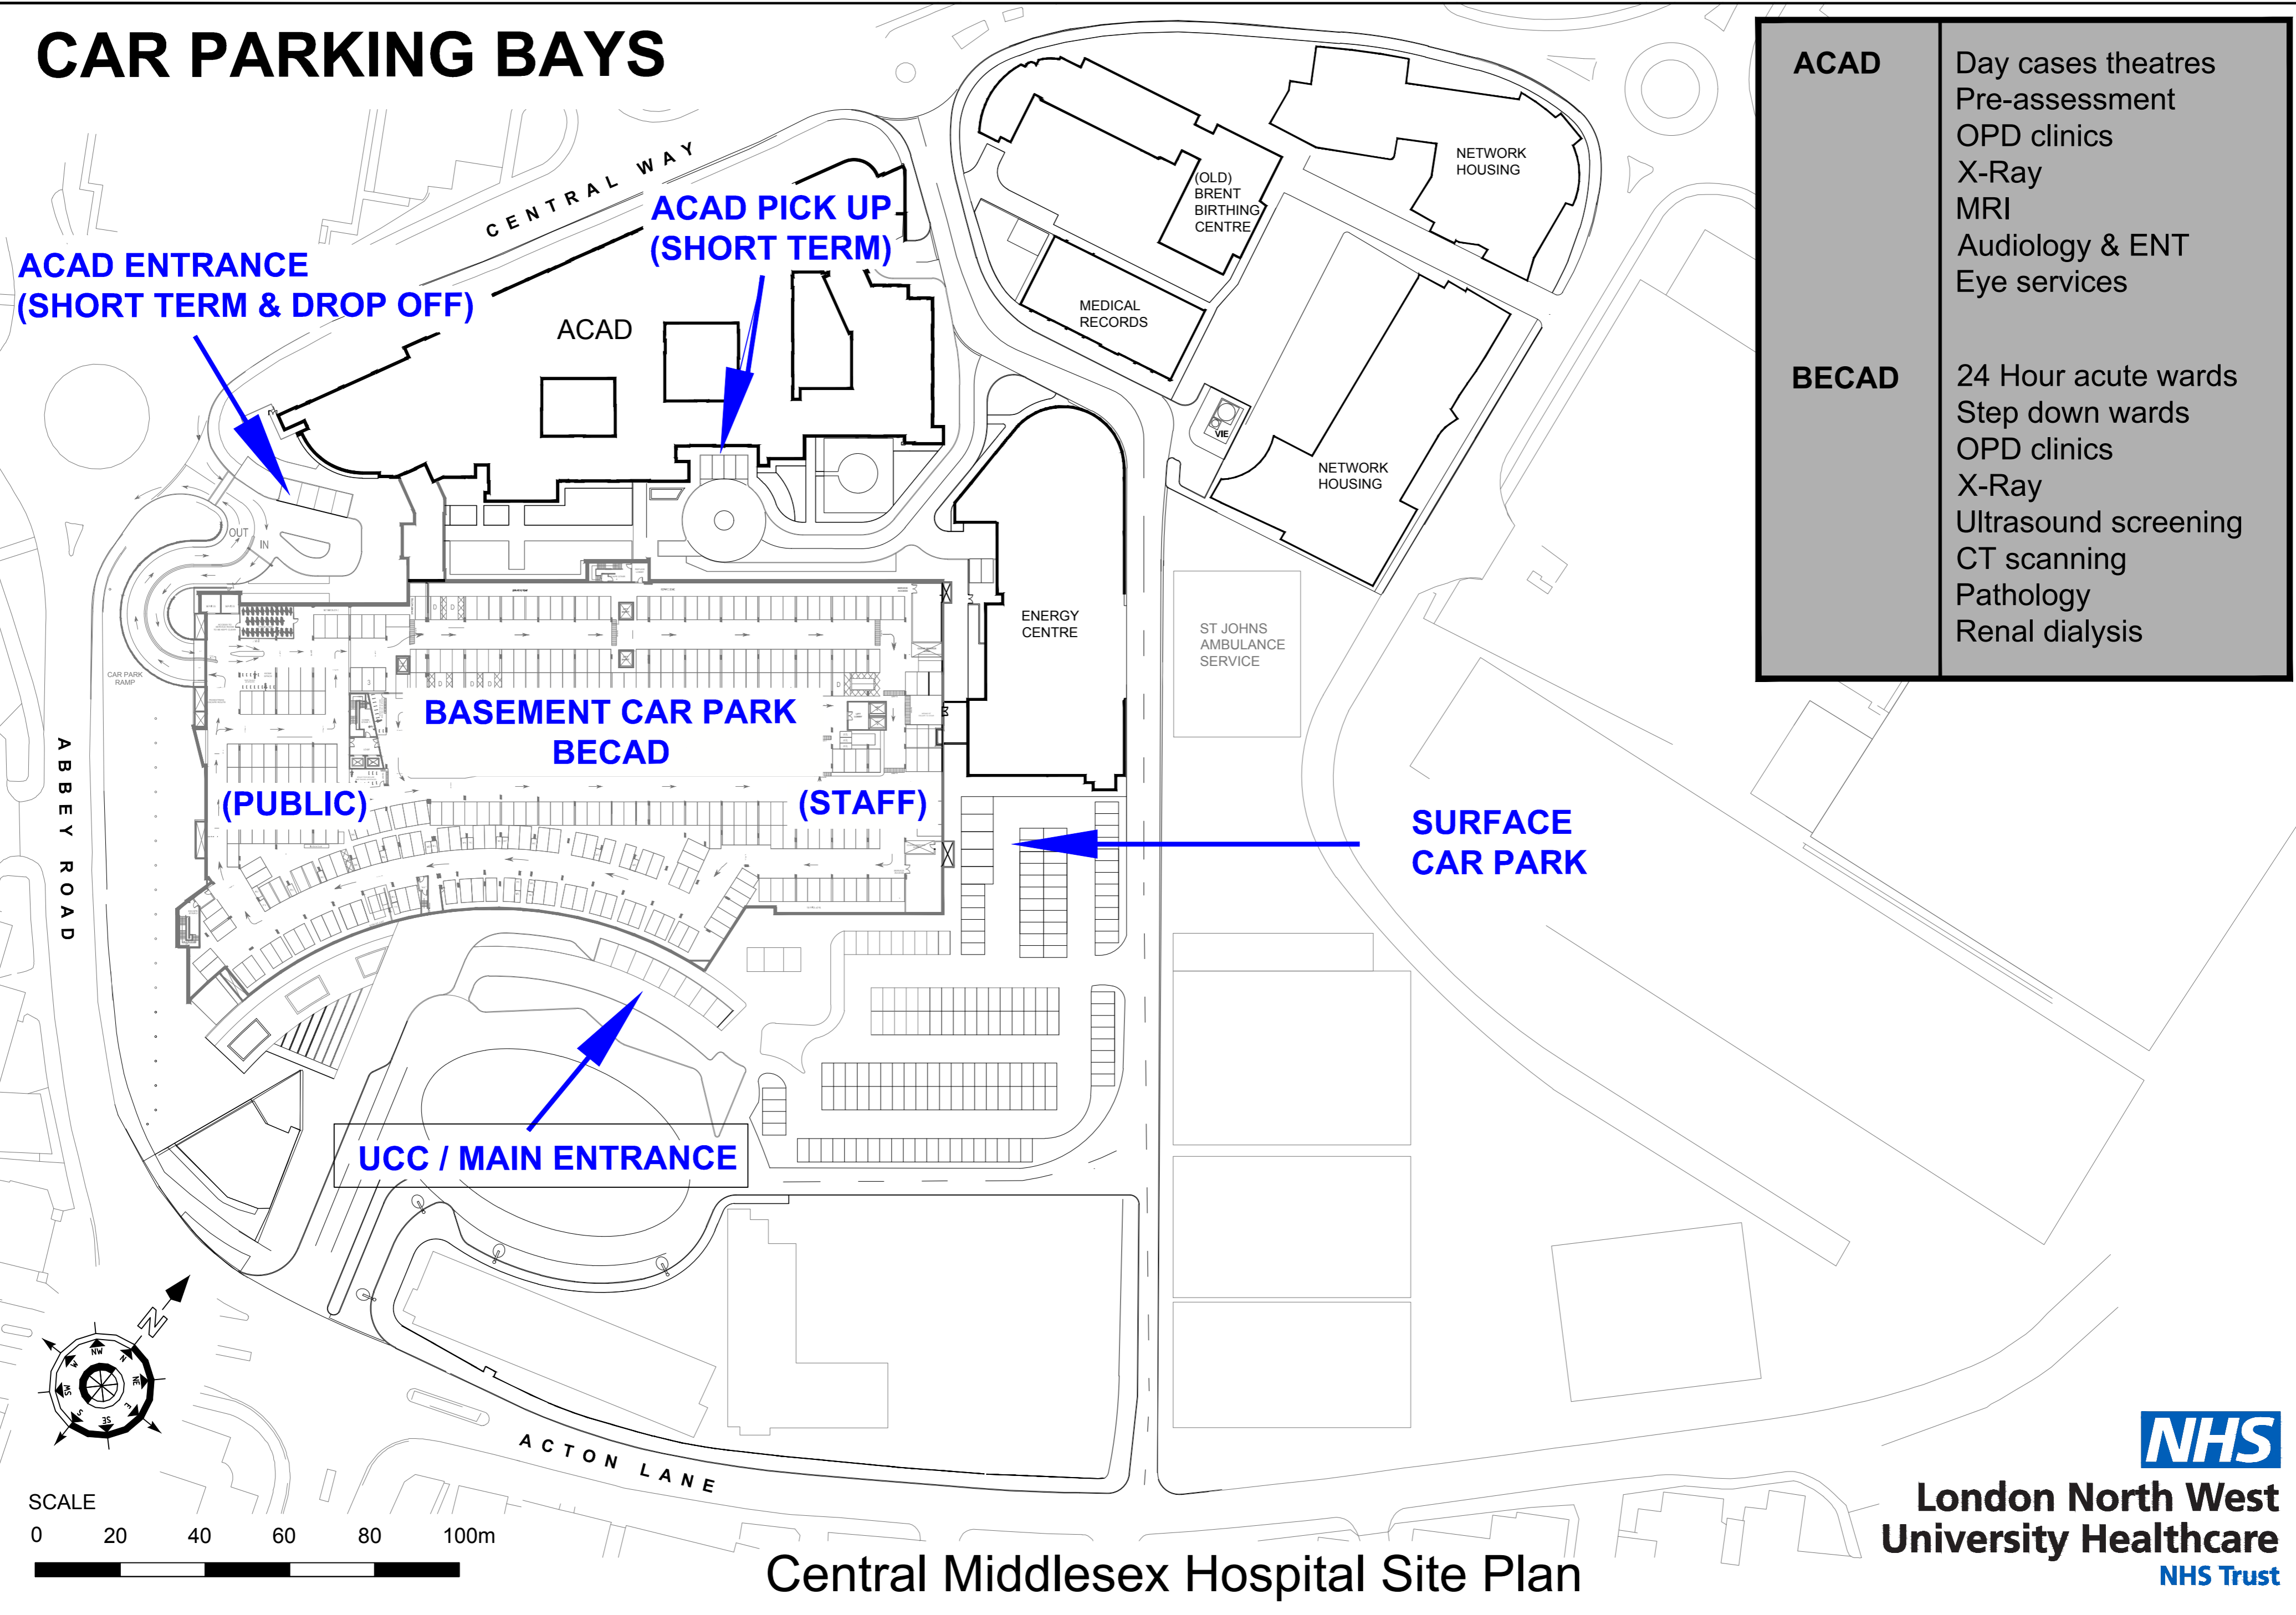 CAR PARKING BAYS
ACAD
Day cases theatres
Pre-assessment
OPD clinics
X-Ray
MRI
Audiology & ENT
Eye services
BECAD
24 Hour acute wards
Step down wards
OPD clinics
X-Ray
Ultrasound screening
CT scanning
Pathology
Renal dialysis
CENTRAL WAY
ACAD PICK UP
(SHORT TERM)
ACAD ENTRANCE
(SHORT TERM & DROP OFF)
ACAD
(OLD)
BRENT
BIRTHING
CENTRE
NETWORK
HOUSING
MEDICAL
RECORDS
VIE
NETWORK
HOUSING
OUT
IN
ENERGY
CENTRE
ST JOHNS
AMBULANCE
SERVICE
CAR PARK
RAMP
D
D
D
D
D
D
3
BASEMENT CAR PARK
BECAD
(PUBLIC)
(STAFF)
ABBEY ROAD
SURFACE
CAR PARK
UCC / MAIN ENTRANCE
N
NW
N
NE
E
SE
S
SW
W
ACTON LANE
SCALE
0 20 40 60 80 100m
Central Middlesex Hospital Site Plan
NHS
London North West
University Healthcare
NHS Trust